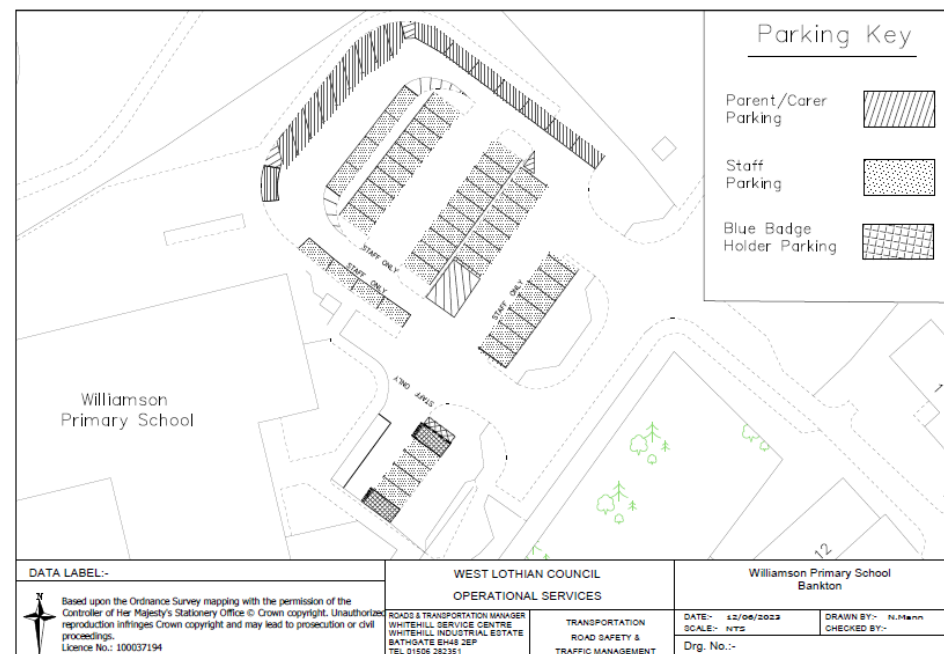 Parking Key
Parent/Carer
Parking
Staff
Parking
Blue Badge
Holder Parking
STAFF ONLY
STAFF ONLY
STAFF ONLY
STAFF ONLY
Williamson
Primary School
1
12
DATA LABEL:-
N
Based upon the Ordnance Survey mapping with the permission of the
Controller of Her Majesty's Stationery Office © Crown copyright. Unauthorized
reproduction infringes Crown copyright and may lead to prosecution or civil
proceedings.
Licence No.: 100037194
WEST LOTHIAN COUNCIL
OPERATIONAL SERVICES
ROADS & TRANSPORTATION MANAGER
WHITEHILL SERVICE CENTRE
WHITEHILL INDUSTRIAL ESTATE
BATHGATE EH48 2EP
TEL 01506 282351
TRANSPORTATION
ROAD SAFETY &
TRAFFIC MANAGEMENT
Williamson Primary School
Bankton
DATE:- 12/06/2023
SCALE:- NTS
DRAWN BY:- N.Mann
CHECKED BY:-
Drg. No.:-